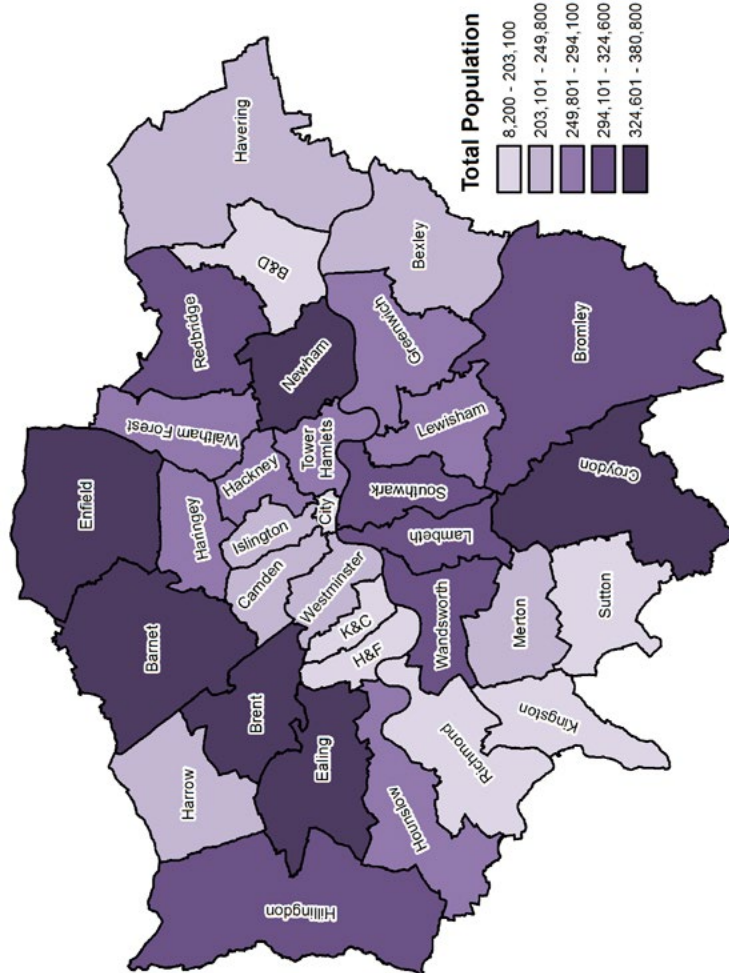 Enfield
Barnet
Haringey
Waltham Forest
Redbridge
Havering
Harrow
Brent
Camden
Islington
Hackney
B&D
Newham
Tower
Hamlets
City
Westminster
K&C
H&F
Ealing
Hillingdon
Hounslow
Richmond
Wandsworth
Lambeth
Southwark
Lewisham
Greenwich
Bexley
Kingston
Merton
Sutton
Croydon
Bromley
Total Population
8,200 - 203,100
203,101 - 249,800
249,801 - 294,100
294,101 - 324,600
324,601 - 380,800